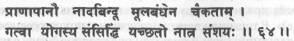 प्राणापानौ नादबिन्दू मूलबंधेन चैकताम् ।
गत्वा योगस्य संसिद्धिं यच्छतो नात्र संशयः ।। ६४ ।।